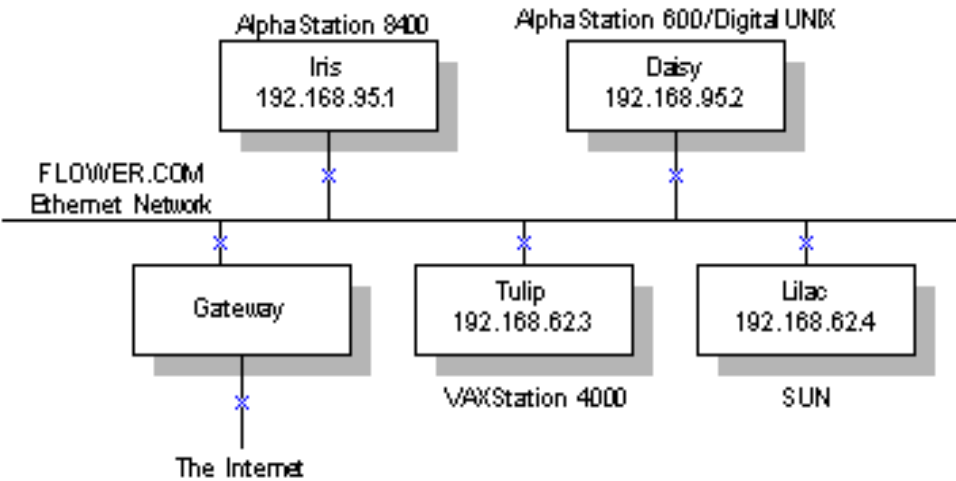 AlphaStation 8400
AlphaStation 600/Digital UNIX
Iris
192.168.95.1
Daisy
192.168.95.2
FLOWER.COM
Ethernet Network
Gateway
Tulip
192.168.62.3
Lilac
192.168.62.4
VAXStation 4000
SUN
The Internet